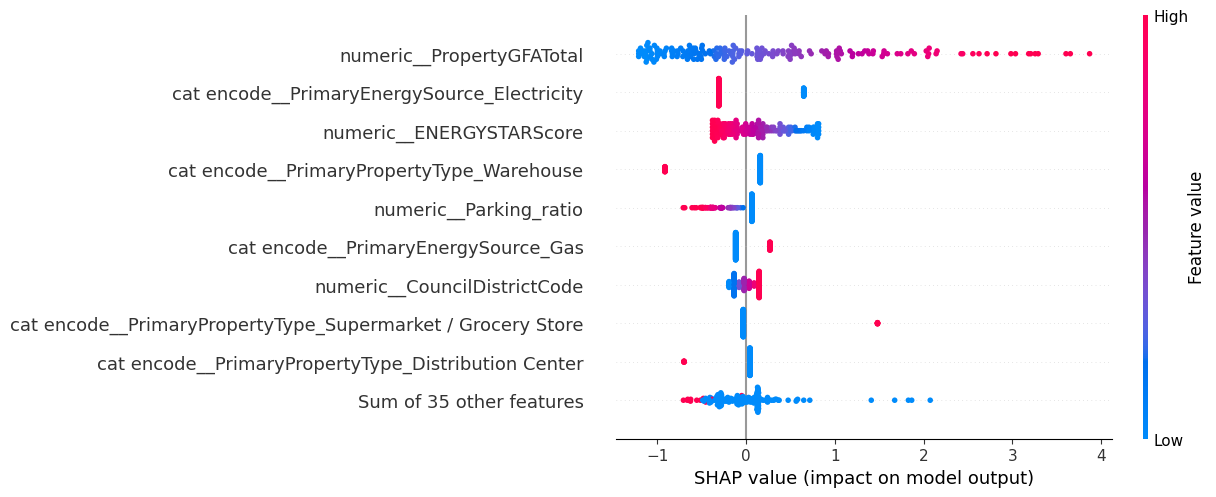 High
numeric__PropertyGFATotal
cat encode__PrimaryEnergySource_Electricity
numeric__ENERGYSTARScore
cat encode__PrimaryPropertyType_Warehouse
numeric__Parking_ratio
cat encode__PrimaryEnergySource_Gas
numeric__CouncilDistrictCode
cat encode__PrimaryPropertyType_Supermarket / Grocery Store
cat encode__PrimaryPropertyType_Distribution Center
Sum of 35 other features
Feature value
Low
−1 0 1 2 3 4
SHAP value (impact on model output)